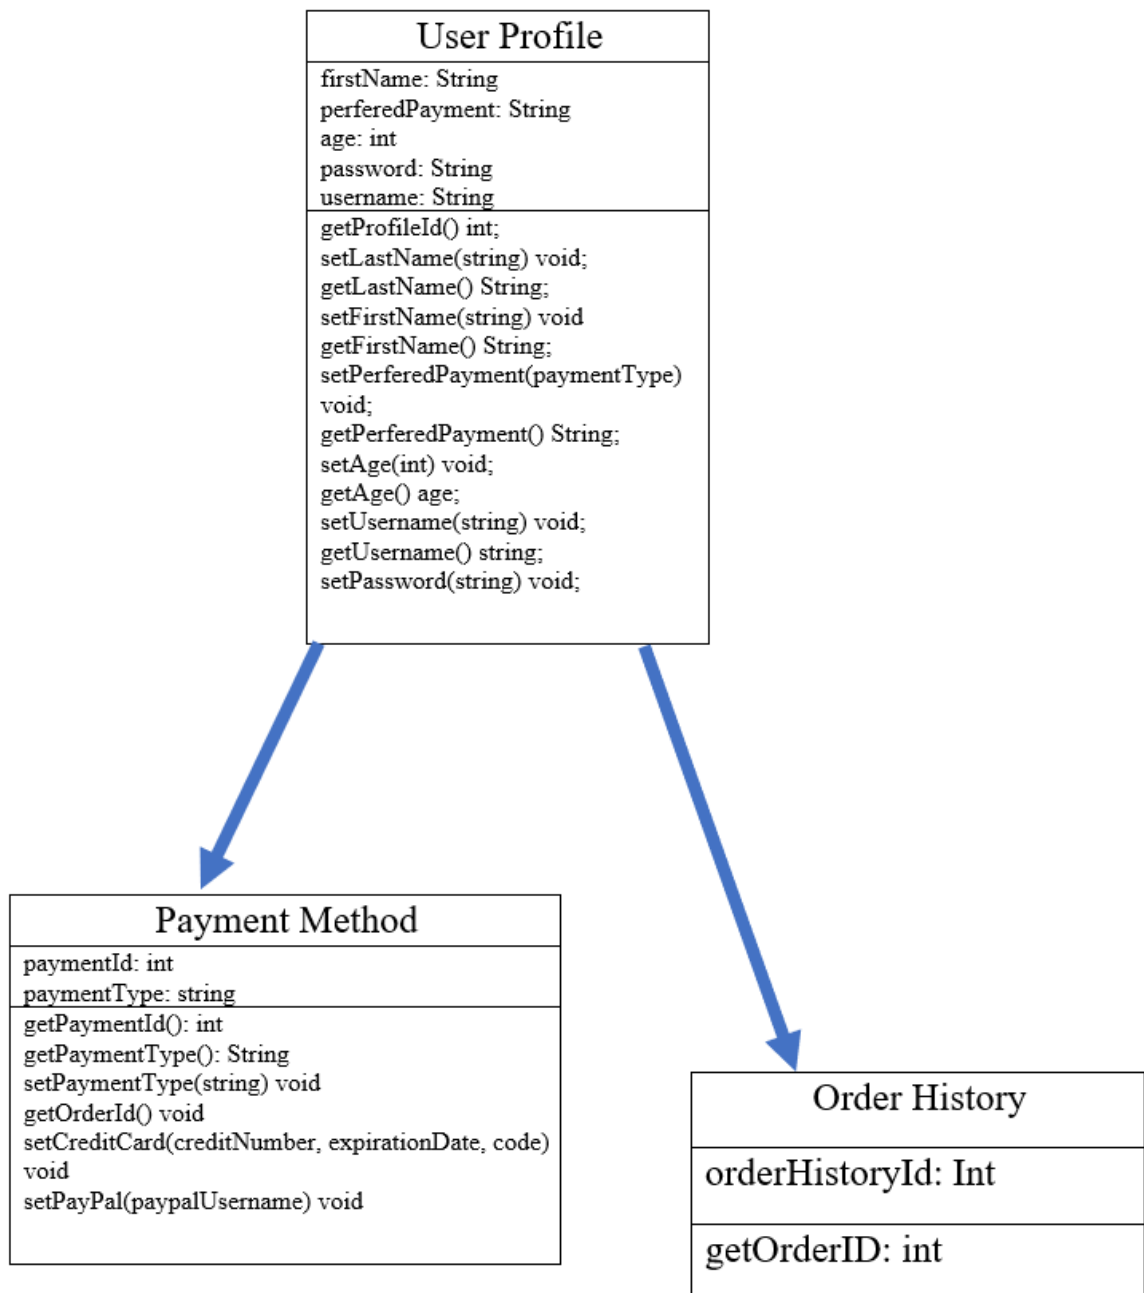 User Profile
firstName: String
perferedPayment: String
age: int
password: String
username: String
getProfileId() int;
setLastName(string) void;
getLastName() String;
setFirstName(string) void
getFirstName() String;
setPerferedPayment(paymentType)
void;
getPerferedPayment() String;
setAge(int) void;
getAge() age;
setUsername(string) void;
getUsername() string;
setPassword(string) void;
Payment Method
paymentId: int
paymentType: string
getPaymentId(): int
getPaymentType(): String
setPaymentType(string) void
getOrderId() void
setCreditCard(creditNumber, expirationDate, code)
void
setPayPal(paypalUsername) void
Order History
orderHistoryId: Int
getOrderID: int